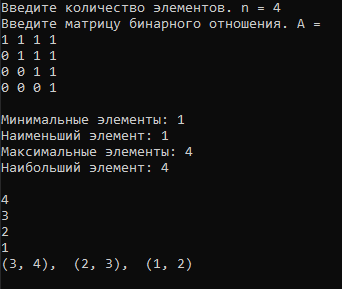 Введите количество элементов. n = 4
Введите матрицу бинарного отношения. A =
1 1 1 1
0 1 1 1
0 0 1 1
0 0 0 1
Минимальные элементы: 1
Наименьший элемент: 1
Максимальные элементы: 4
Наибольший элемент: 4
4
3
2
1
(3, 4),  (2, 3),  (1, 2)